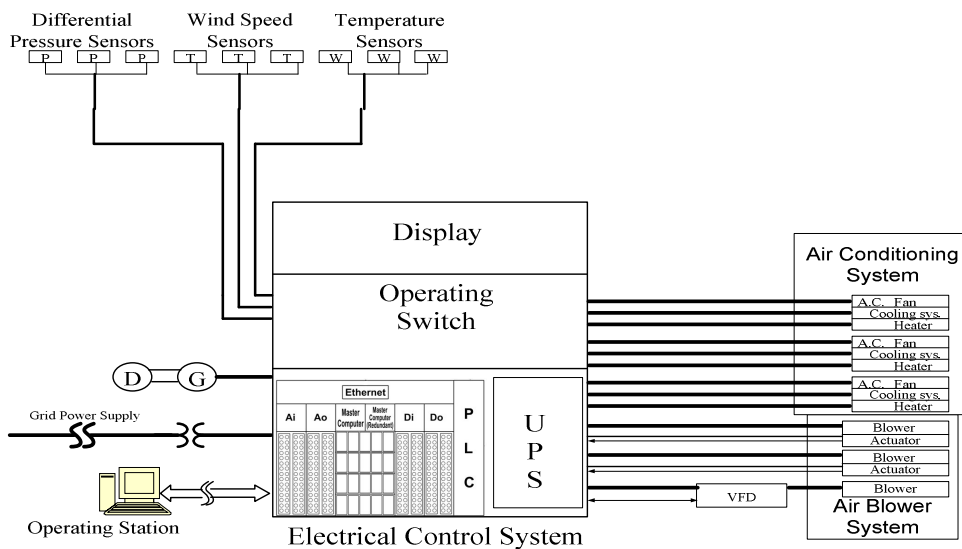 Differential
Pressure Sensors
Wind Speed
Sensors
Temperature
Sensors
P P P
T T T
W W W
Display
Operating
Switch
D G
Grid Power Supply
Operating Station
Ethernet
Ai Ao Master Computer Master Computer (Redundant) Di Do
P
L
C
U
P
S
Electrical Control System
Air Conditioning
System
A.C. Fan
Cooling sys.
Heater
A.C. Fan
Cooling sys.
Heater
A.C. Fan
Cooling sys.
Heater
Blower
Actuator
Blower
Actuator
VFD
Blower
Air Blower
System